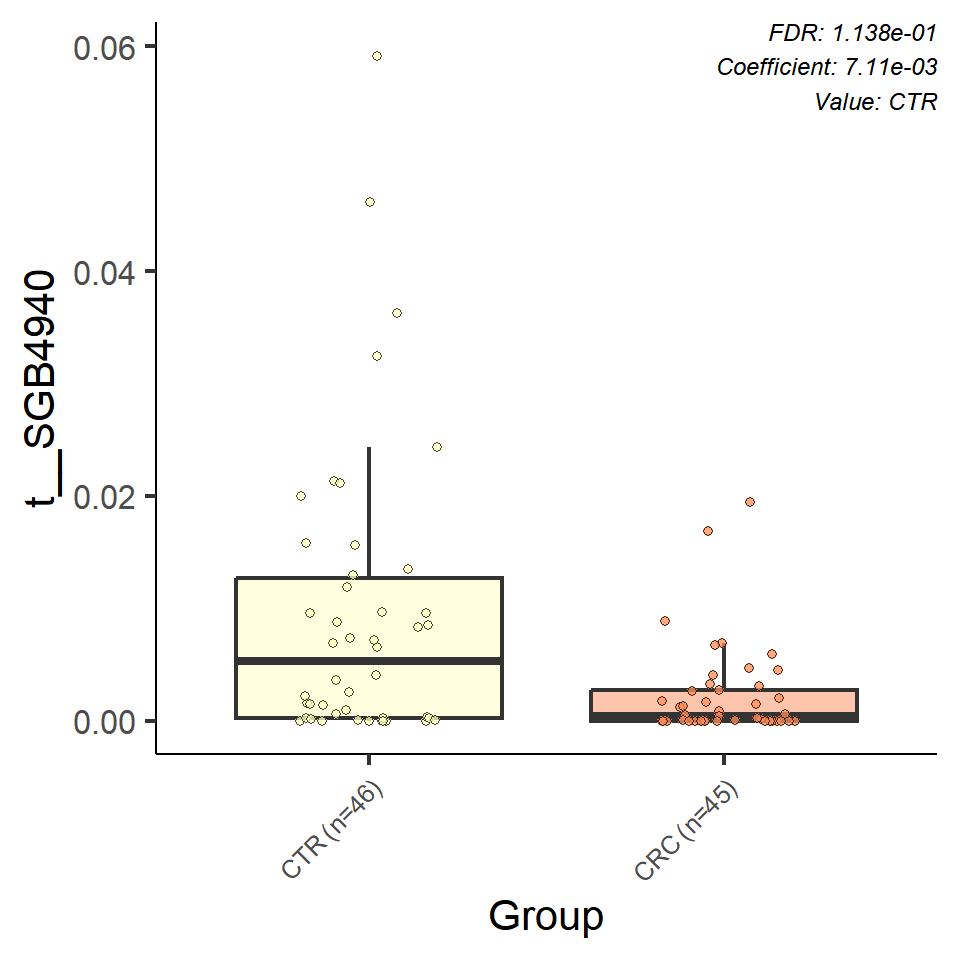 FDR: 1.138e-01
Coefficient: 7.11e-03
Value: CTR
0.06
0.04
0.02
0.00
t__SGB4940
CTR (n=46)
CRC (n=45)
Group